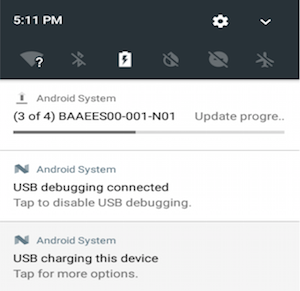 5:11 PM
Android System
(3 of 4) BAAEES00-001-N01 Update progre..
Android System
USB debugging connected
Tap to disable USB debugging.
Android System
USB charging this device
Tap for more options.